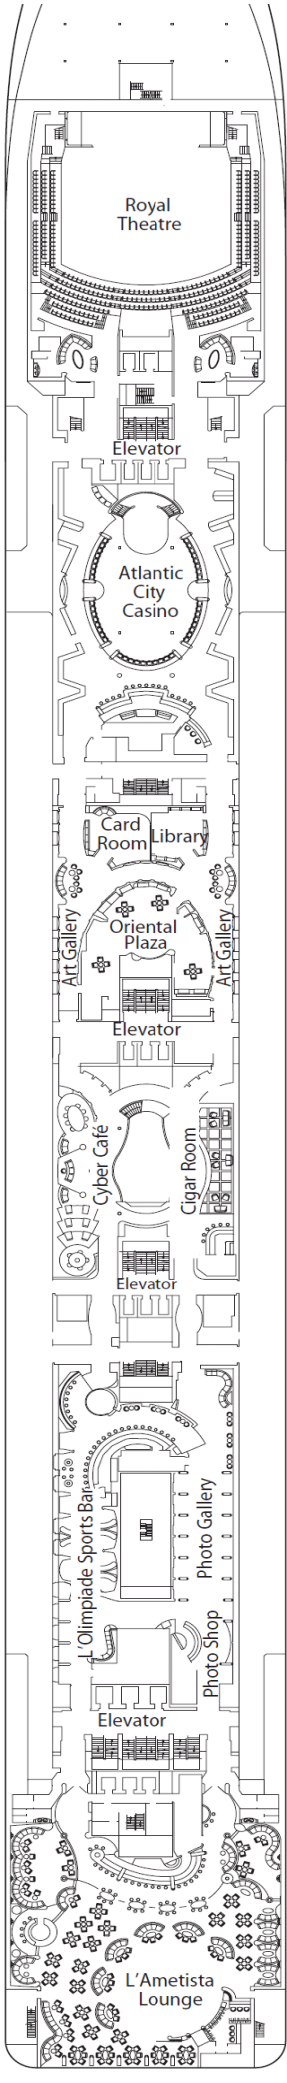 Royal
Theatre
Elevator
Atlantic
City
Casino
Card
Room
Library
Art Gallery
Oriental
Plaza
Art Gallery
Elevator
Cyber Café
Cigar Room
Elevator
L'Olimpiade Sports Bar
Photo Gallery
Photo Shop
Elevator
L'Ametista
Lounge